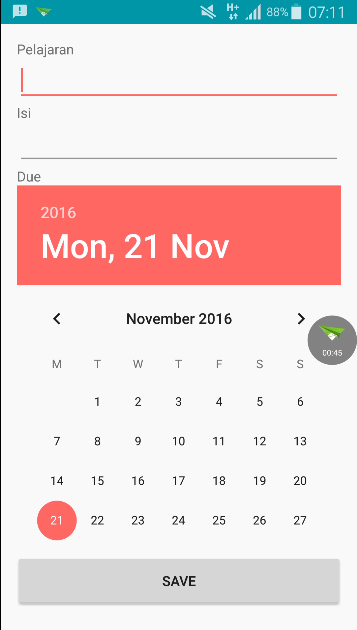 H+ 88% 07:11
Pelajaran
Isi
Due
2016
Mon, 21 Nov
November 2016
00:45
M T W T F S S
1 2 3 4 5 6
7 8 9 10 11 12 13
14 15 16 17 18 19 20
21 22 23 24 25 26 27
SAVE